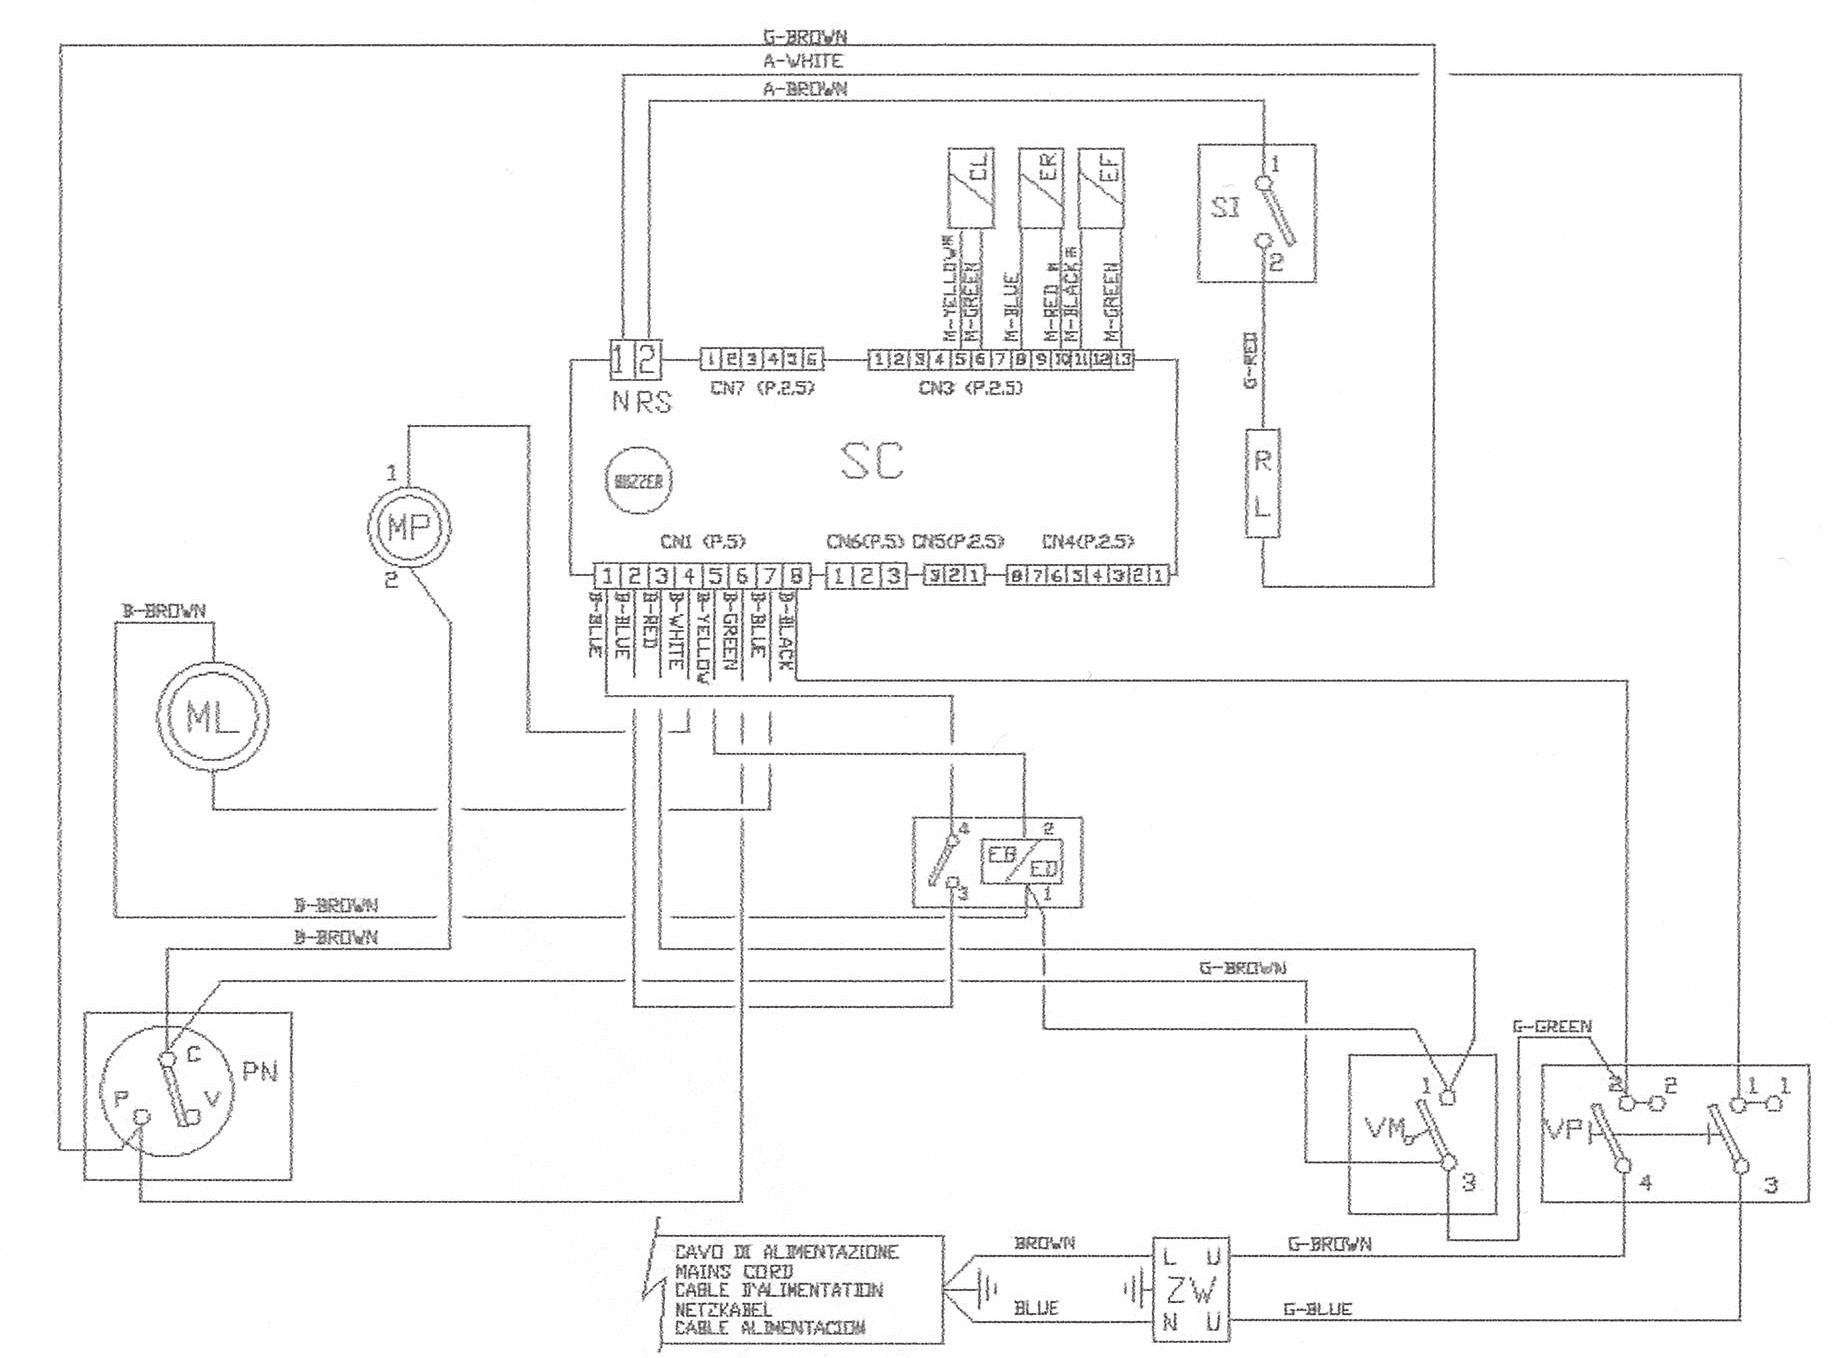 G-BROWN
A-WHITE
A-BROWN
CL
ER
EF
1
SI
2
M-YELLOW*
M-GREEN
M-BLUE
M-RED *
M-BLACK *
M-GREEN
G-RED
1 2
1 2 3 4 5 6
1 2 3 4 5 6 7 8 9 10 11 12 13
NRS
CN7 (P.2,5)
CN3 (P.2,5)
SC
BUZZER
R
L
1
MP
2
CN1 (P.5)
CN6(P.5)
CN5(P.2,5)
CN4(P.2,5)
1 2 3 4 5 6 7 8
1 2 3
3 2 1
8 7 6 5 4 3 2 1
B-BLUE
B-BLUE
B-RED
B-WHITE
B-YELLOW
B-GREEN
B-BLUE
B-BLACK
B-BROWN
ML
4
2
EB
ED
3
1
B-BROWN
B-BROWN
G-BROWN
G-GREEN
C
PN
P
V
1
VM
3
2
2
1
1
VP
4
3
CAVO DI ALIMENTAZIONE
MAINS CORD
CABLE D'ALIMENTATION
NETZKABEL
CABLE ALIMENTACION
BROWN
BLUE
L U
ZW
N U
G-BROWN
G-BLUE